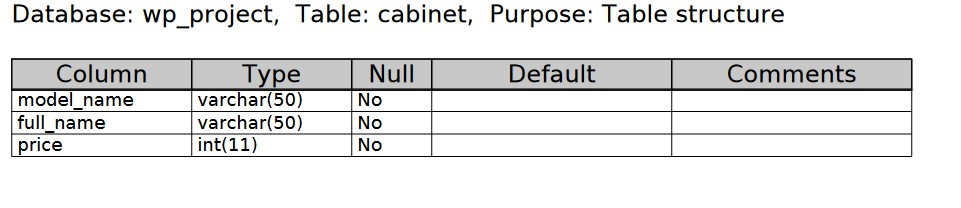 Database: wp_project, Table: cabinet, Purpose: Table structure
Column Type Null Default Comments
model_name varchar(50) No
full_name varchar(50) No
price int(11) No